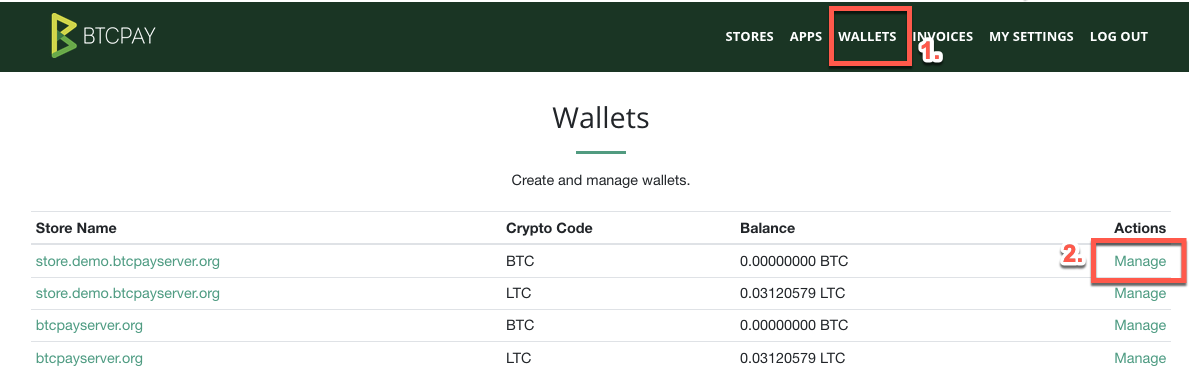 BTCPAY STORES APPS WALLETS INVOICES MY SETTINGS LOG OUT
1.
Wallets
Create and manage wallets.
Store Name Crypto Code Balance Actions
2.
store.demo.btcpayserver.org BTC 0.00000000 BTC Manage
store.demo.btcpayserver.org LTC 0.03120579 LTC Manage
btcpayserver.org BTC 0.00000000 BTC Manage
btcpayserver.org LTC 0.03120579 LTC Manage